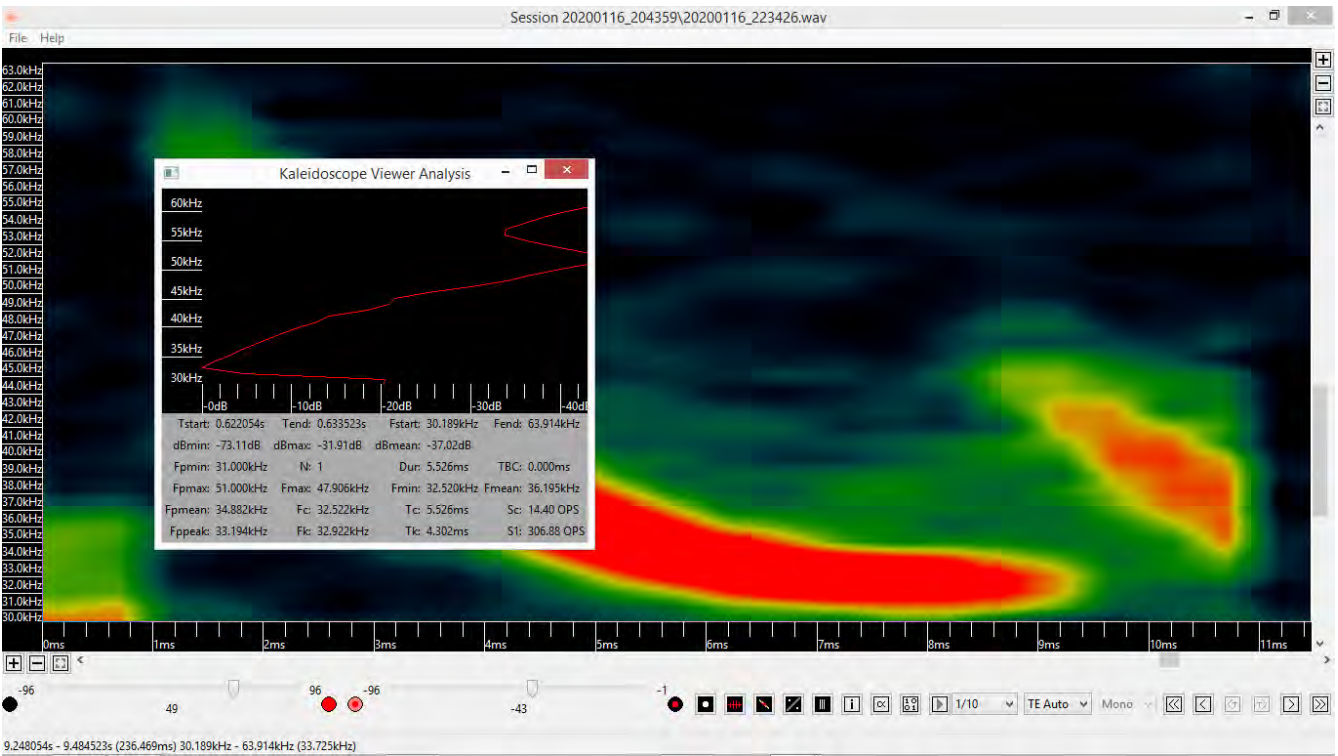 Session 20200116_204359\20200116_223426.wav
File Help
63.0kHz
62.0kHz
61.0kHz
60.0kHz
59.0kHz
58.0kHz
57.0kHz
56.0kHz
55.0kHz
54.0kHz
53.0kHz
52.0kHz
51.0kHz
50.0kHz
49.0kHz
48.0kHz
47.0kHz
46.0kHz
45.0kHz
44.0kHz
43.0kHz
42.0kHz
41.0kHz
40.0kHz
39.0kHz
38.0kHz
37.0kHz
36.0kHz
35.0kHz
34.0kHz
33.0kHz
32.0kHz
31.0kHz
30.0kHz
Kaleidoscope Viewer Analysis
60kHz
55kHz
50kHz
45kHz
40kHz
35kHz
30kHz
-0dB -10dB -20dB -30dB -40dB
Tstart: 0.622054s Tend: 0.633523s Fstart: 30.189kHz Fend: 63.914kHz
dBmin: -73.11dB dBmax: -31.91dB dBmean: -37.02dB
Fpmin: 31.000kHz N: 1 Dur: 5.526ms TBC: 0.000ms
Fpmax: 51.000kHz Fmax: 47.906kHz Fmin: 32.520kHz Fmean: 36.195kHz
Fpmean: 34.882kHz Fc: 32.522kHz Tc: 5.526ms Sc: 14.40 OPS
Fppeak: 33.194kHz Fk: 32.922kHz Tk: 4.302ms S1: 306.88 OPS
0ms 1ms 2ms 3ms 4ms 5ms 6ms 7ms 8ms 9ms 10ms 11ms
-96 96 -96 -1
49 -43
1/10 TE Auto Mono
9.248054s - 9.484523s (236.469ms) 30.189kHz - 63.914kHz (33.725kHz)